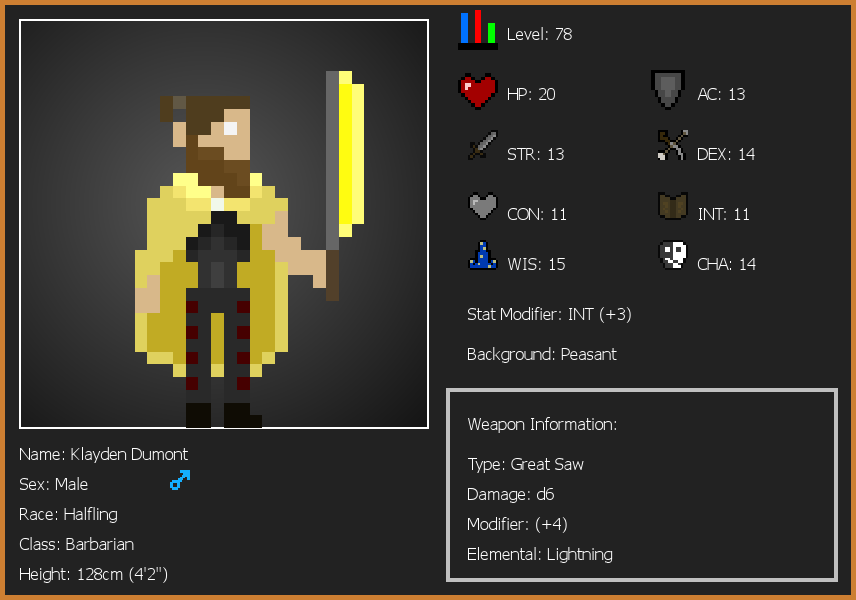 Level: 78
HP: 20
AC: 13
STR: 13
DEX: 14
CON: 11
INT: 11
WIS: 15
CHA: 14
Stat Modifier: INT (+3)
Background: Peasant
Weapon Information:
Type: Great Saw
Damage: d6
Modifier: (+4)
Elemental: Lightning
Name: Klayden Dumont
Sex: Male
Race: Halfling
Class: Barbarian
Height: 128cm (4'2")